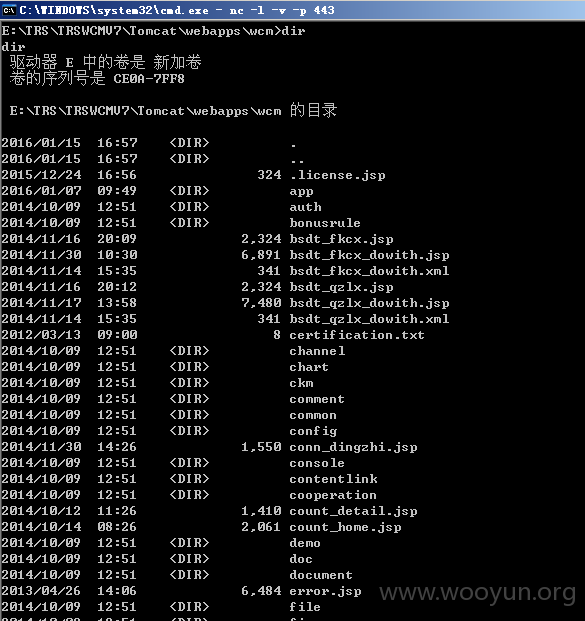 C:\WINDOWS\system32\cmd.exe - nc -l -v -p 443
E:\TRS\TRSWCMV7\Tomcat\webapps\wcm>dir
dir
驱动器 E 中的卷是 新加卷
卷的序列号是 CE0A-7FF8
E:\TRS\TRSWCMV7\Tomcat\webapps\wcm 的目录
2016/01/15 16:57 <DIR> .
2016/01/15 16:57 <DIR> ..
2015/12/24 16:56 324 .license.jsp
2016/01/07 09:49 <DIR> app
2014/10/09 12:51 <DIR> auth
2014/10/09 12:51 <DIR> bonusrule
2014/11/16 20:09 2,324 bsdt_fkcx.jsp
2014/11/30 10:30 6,891 bsdt_fkcx_dowith.jsp
2014/11/14 15:35 341 bsdt_fkcx_dowith.xml
2014/11/16 20:12 2,324 bsdt_qzlx.jsp
2014/11/17 13:58 7,480 bsdt_qzlx_dowith.jsp
2014/11/14 15:35 341 bsdt_qzlx_dowith.xml
2012/03/13 09:00 8 certification.txt
2014/10/09 12:51 <DIR> channel
2014/10/09 12:51 <DIR> chart
2014/10/09 12:51 <DIR> ckm
2014/10/09 12:51 <DIR> comment
2014/10/09 12:51 <DIR> common
2014/10/09 12:51 <DIR> config
2014/11/30 14:26 1,550 conn_dingzhi.jsp
2014/10/09 12:51 <DIR> console
2014/10/09 12:51 <DIR> contentlink
2014/10/09 12:51 <DIR> cooperation
2014/10/12 11:26 1,410 count_detail.jsp
2014/10/14 08:26 2,061 count_home.jsp
2014/10/09 12:51 <DIR> demo
2014/10/09 12:51 <DIR> doc
2014/10/09 12:51 <DIR> document
2013/04/26 14:06 6,484 error.jsp
2014/10/09 12:51 <DIR> file
www.wooyun.org